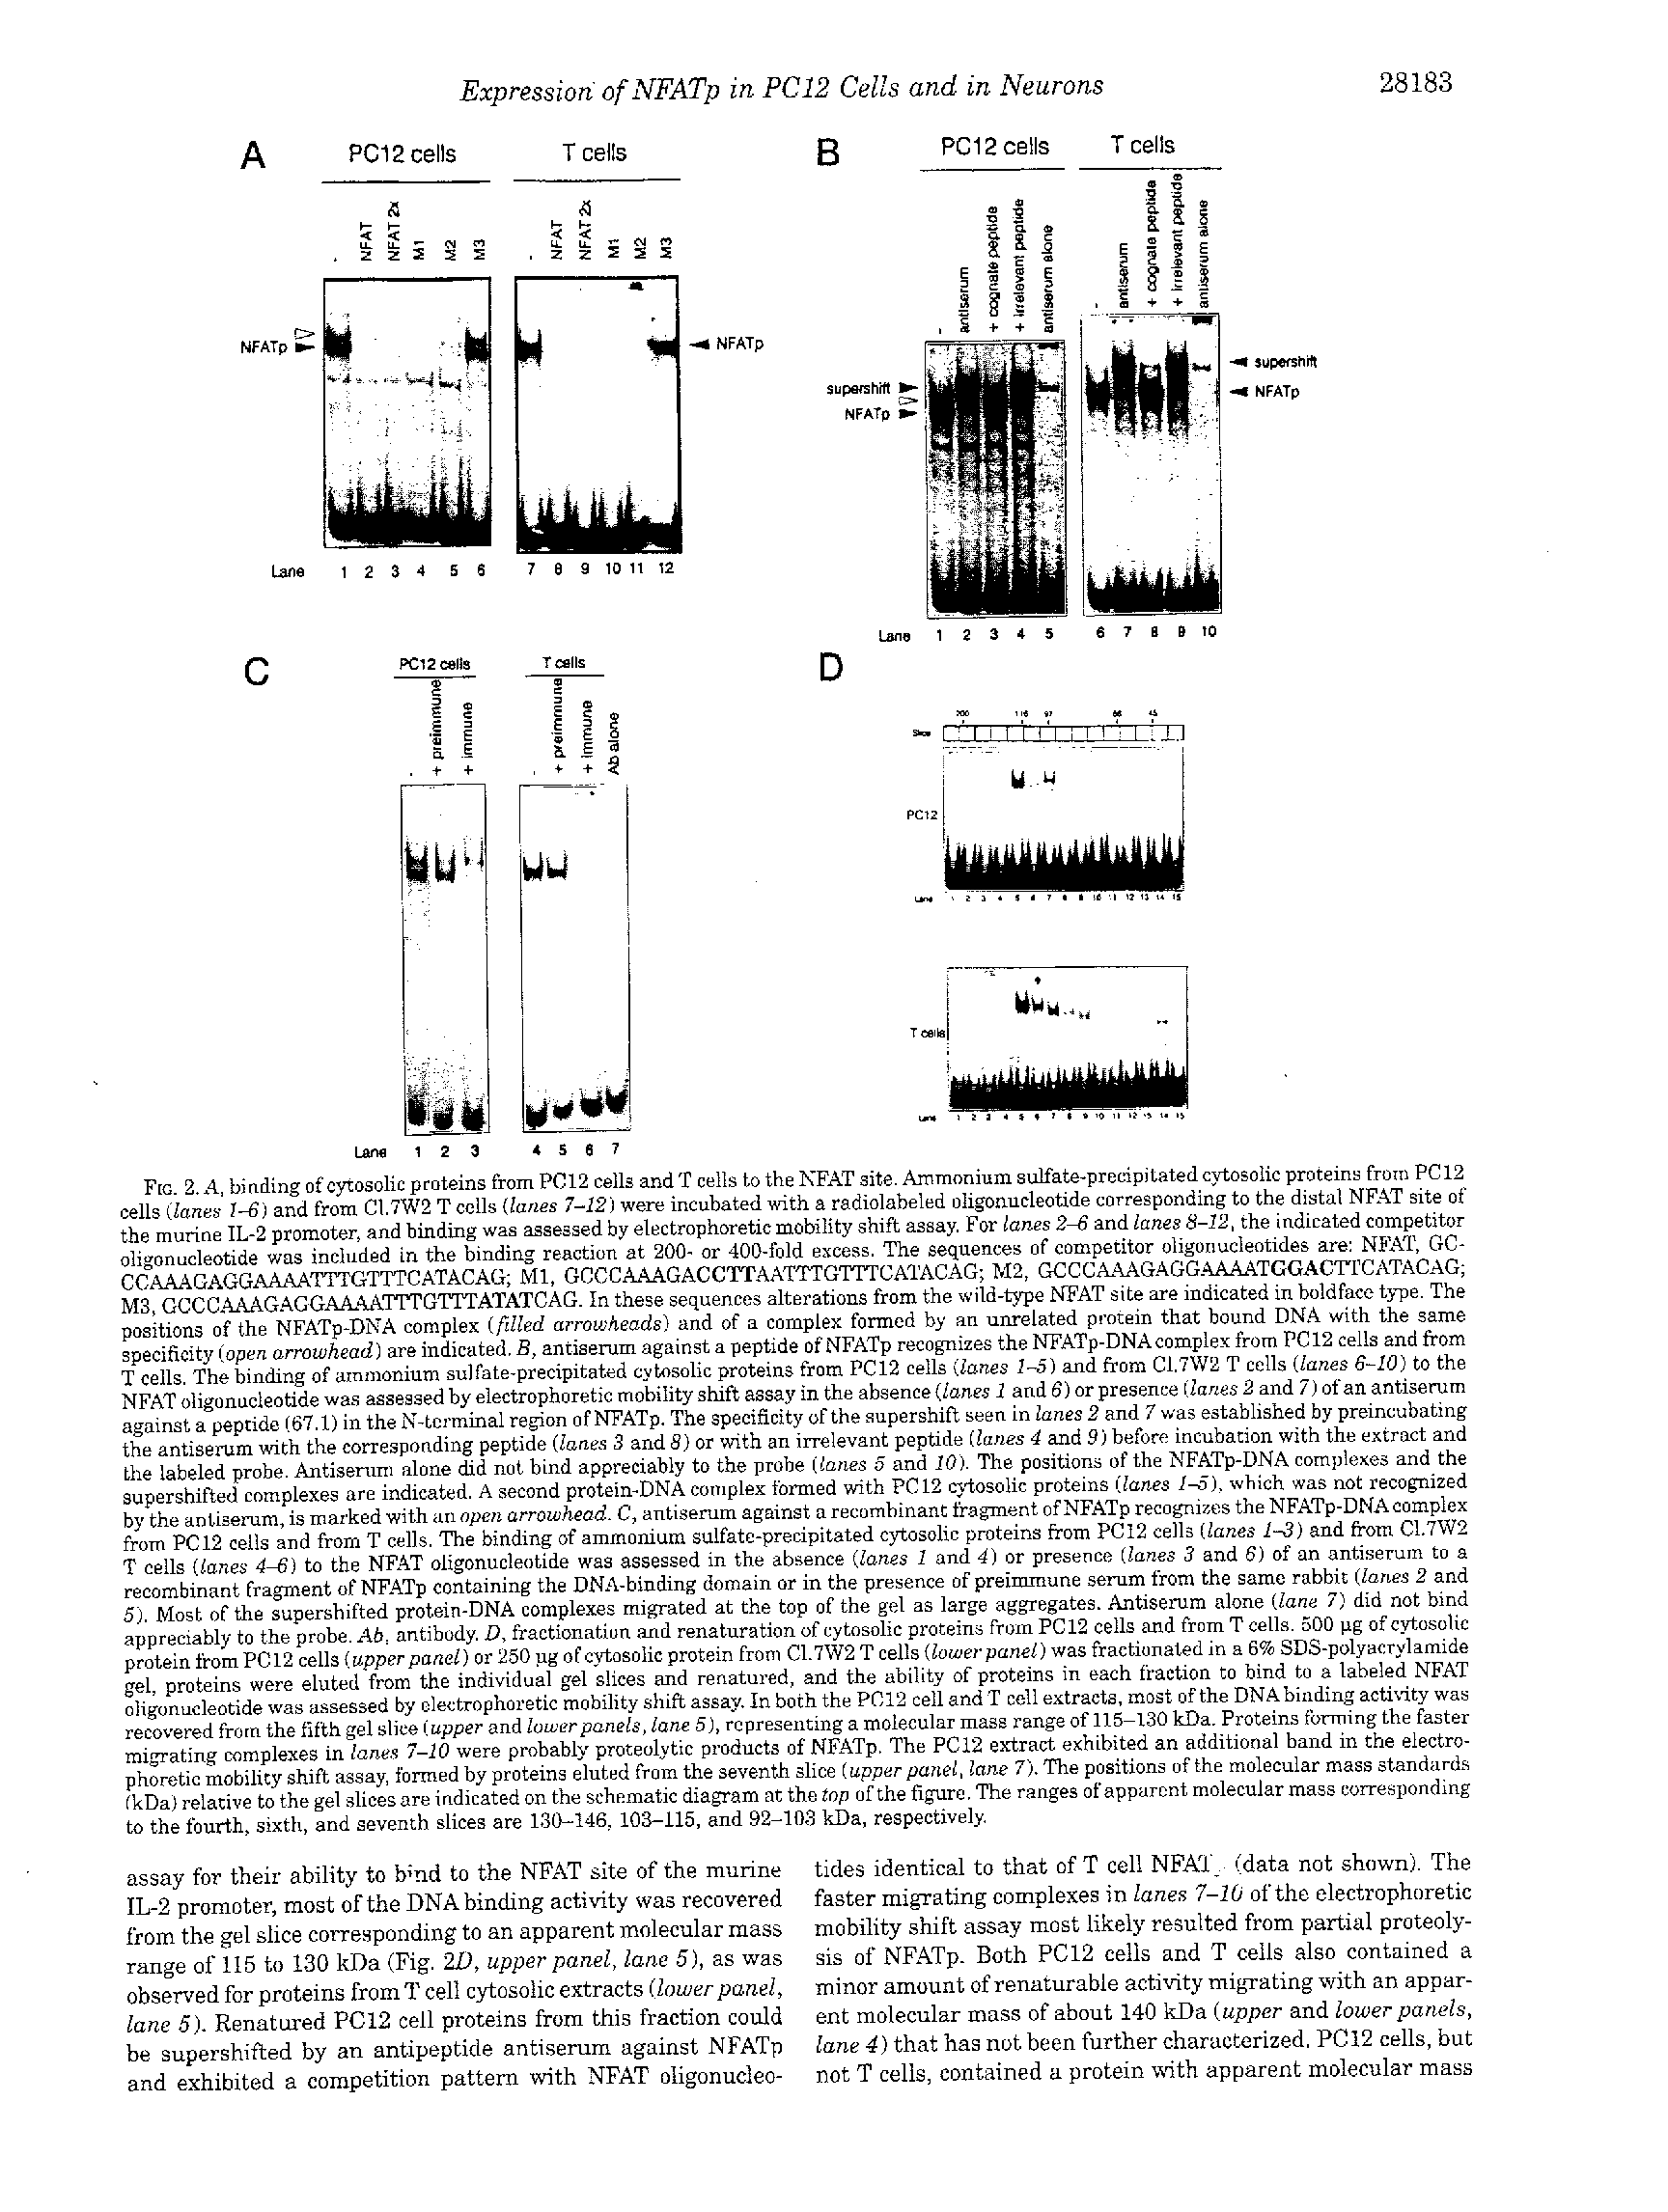 Expression of NFATp in PC12 Cells and in Neurons 28183
A PC12 cells T cells
- NFAT NFAT 2x M1 M2 M3 - NFAT NFAT 2x M1 M2 M3
NFATp NFATp
Lane 1 2 3 4 5 6 7 8 9 10 11 12
B PC12 cells T cells
- antiserum + cognate peptide + irrelevant peptide antiserum alone - antiserum + cognate peptide + irrelevant peptide antiserum alone
supershift
NFATp
supershift
NFATp
Lane 1 2 3 4 5 6 7 8 9 10
C PC12 cells T cells
- + preimmune + immune - + preimmune + immune Ab alone
Lane 1 2 3 4 5 6 7
D
200 116 97 66 45
Slice
PC12
Lane 1 2 3 4 5 6 7 8 9 10 11 12 13 14 15
T cells
Lane 1 2 3 4 5 6 7 8 9 10 11 12 13 14 15
FIG. 2. A, binding of cytosolic proteins from PC12 cells and T cells to the NFAT site. Ammonium sulfate-precipitated cytosolic proteins from PC12
cells (lanes 1–6) and from Cl.7W2 T cells (lanes 7–12) were incubated with a radiolabeled oligonucleotide corresponding to the distal NFAT site of
the murine IL-2 promoter, and binding was assessed by electrophoretic mobility shift assay. For lanes 2–6 and lanes 8–12, the indicated competitor
oligonucleotide was included in the binding reaction at 200- or 400-fold excess. The sequences of competitor oligonucleotides are: NFAT, GC-
CCAAAGAGGAAAATTTGTTTCATACAG; M1, GCCCAAAGACCTTAATTTGTTTCATACAG; M2, GCCCAAAGAGGAAAATGGACTTCATACAG;
M3, GCCCAAAGAGGAAAATTTGTTTATATCAG. In these sequences alterations from the wild-type NFAT site are indicated in boldface type. The
positions of the NFATp-DNA complex (filled arrowheads) and of a complex formed by an unrelated protein that bound DNA with the same
specificity (open arrowhead) are indicated. B, antiserum against a peptide of NFATp recognizes the NFATp-DNA complex from PC12 cells and from
T cells. The binding of ammonium sulfate-precipitated cytosolic proteins from PC12 cells (lanes 1–5) and from Cl.7W2 T cells (lanes 6–10) to the
NFAT oligonucleotide was assessed by electrophoretic mobility shift assay in the absence (lanes 1 and 6) or presence (lanes 2 and 7) of an antiserum
against a peptide (67.1) in the N-terminal region of NFATp. The specificity of the supershift seen in lanes 2 and 7 was established by preincubating
the antiserum with the corresponding peptide (lanes 3 and 8) or with an irrelevant peptide (lanes 4 and 9) before incubation with the extract and
the labeled probe. Antiserum alone did not bind appreciably to the probe (lanes 5 and 10). The positions of the NFATp-DNA complexes and the
supershifted complexes are indicated. A second protein-DNA complex formed with PC12 cytosolic proteins (lanes 1–5), which was not recognized
by the antiserum, is marked with an open arrowhead. C, antiserum against a recombinant fragment of NFATp recognizes the NFATp-DNA complex
from PC12 cells and from T cells. The binding of ammonium sulfate-precipitated cytosolic proteins from PC12 cells (lanes 1–3) and from Cl.7W2
T cells (lanes 4–6) to the NFAT oligonucleotide was assessed in the absence (lanes 1 and 4) or presence (lanes 3 and 6) of an antiserum to a
recombinant fragment of NFATp containing the DNA-binding domain or in the presence of preimmune serum from the same rabbit (lanes 2 and
5). Most of the supershifted protein-DNA complexes migrated at the top of the gel as large aggregates. Antiserum alone (lane 7) did not bind
appreciably to the probe. Ab, antibody. D, fractionation and renaturation of cytosolic proteins from PC12 cells and from T cells. 500 μg of cytosolic
protein from PC12 cells (upper panel) or 250 μg of cytosolic protein from Cl.7W2 T cells (lower panel) was fractionated in a 6% SDS-polyacrylamide
gel, proteins were eluted from the individual gel slices and renatured, and the ability of proteins in each fraction to bind to a labeled NFAT
oligonucleotide was assessed by electrophoretic mobility shift assay. In both the PC12 cell and T cell extracts, most of the DNA binding activity was
recovered from the fifth gel slice (upper and lower panels, lane 5), representing a molecular mass range of 115–130 kDa. Proteins forming the faster
migrating complexes in lanes 7–10 were probably proteolytic products of NFATp. The PC12 extract exhibited an additional band in the electro-
phoretic mobility shift assay, formed by proteins eluted from the seventh slice (upper panel, lane 7). The positions of the molecular mass standards
(kDa) relative to the gel slices are indicated on the schematic diagram at the top of the figure. The ranges of apparent molecular mass corresponding
to the fourth, sixth, and seventh slices are 130–146, 103–115, and 92–103 kDa, respectively.
assay for their ability to bind to the NFAT site of the murine
IL-2 promoter, most of the DNA binding activity was recovered
from the gel slice corresponding to an apparent molecular mass
range of 115 to 130 kDa (Fig. 2D, upper panel, lane 5), as was
observed for proteins from T cell cytosolic extracts (lower panel,
lane 5). Renatured PC12 cell proteins from this fraction could
be supershifted by an antipeptide antiserum against NFATp
and exhibited a competition pattern with NFAT oligonucleo-
tides identical to that of T cell NFATp (data not shown). The
faster migrating complexes in lanes 7–10 of the electrophoretic
mobility shift assay most likely resulted from partial proteoly-
sis of NFATp. Both PC12 cells and T cells also contained a
minor amount of renaturable activity migrating with an appar-
ent molecular mass of about 140 kDa (upper and lower panels,
lane 4) that has not been further characterized. PC12 cells, but
not T cells, contained a protein with apparent molecular mass